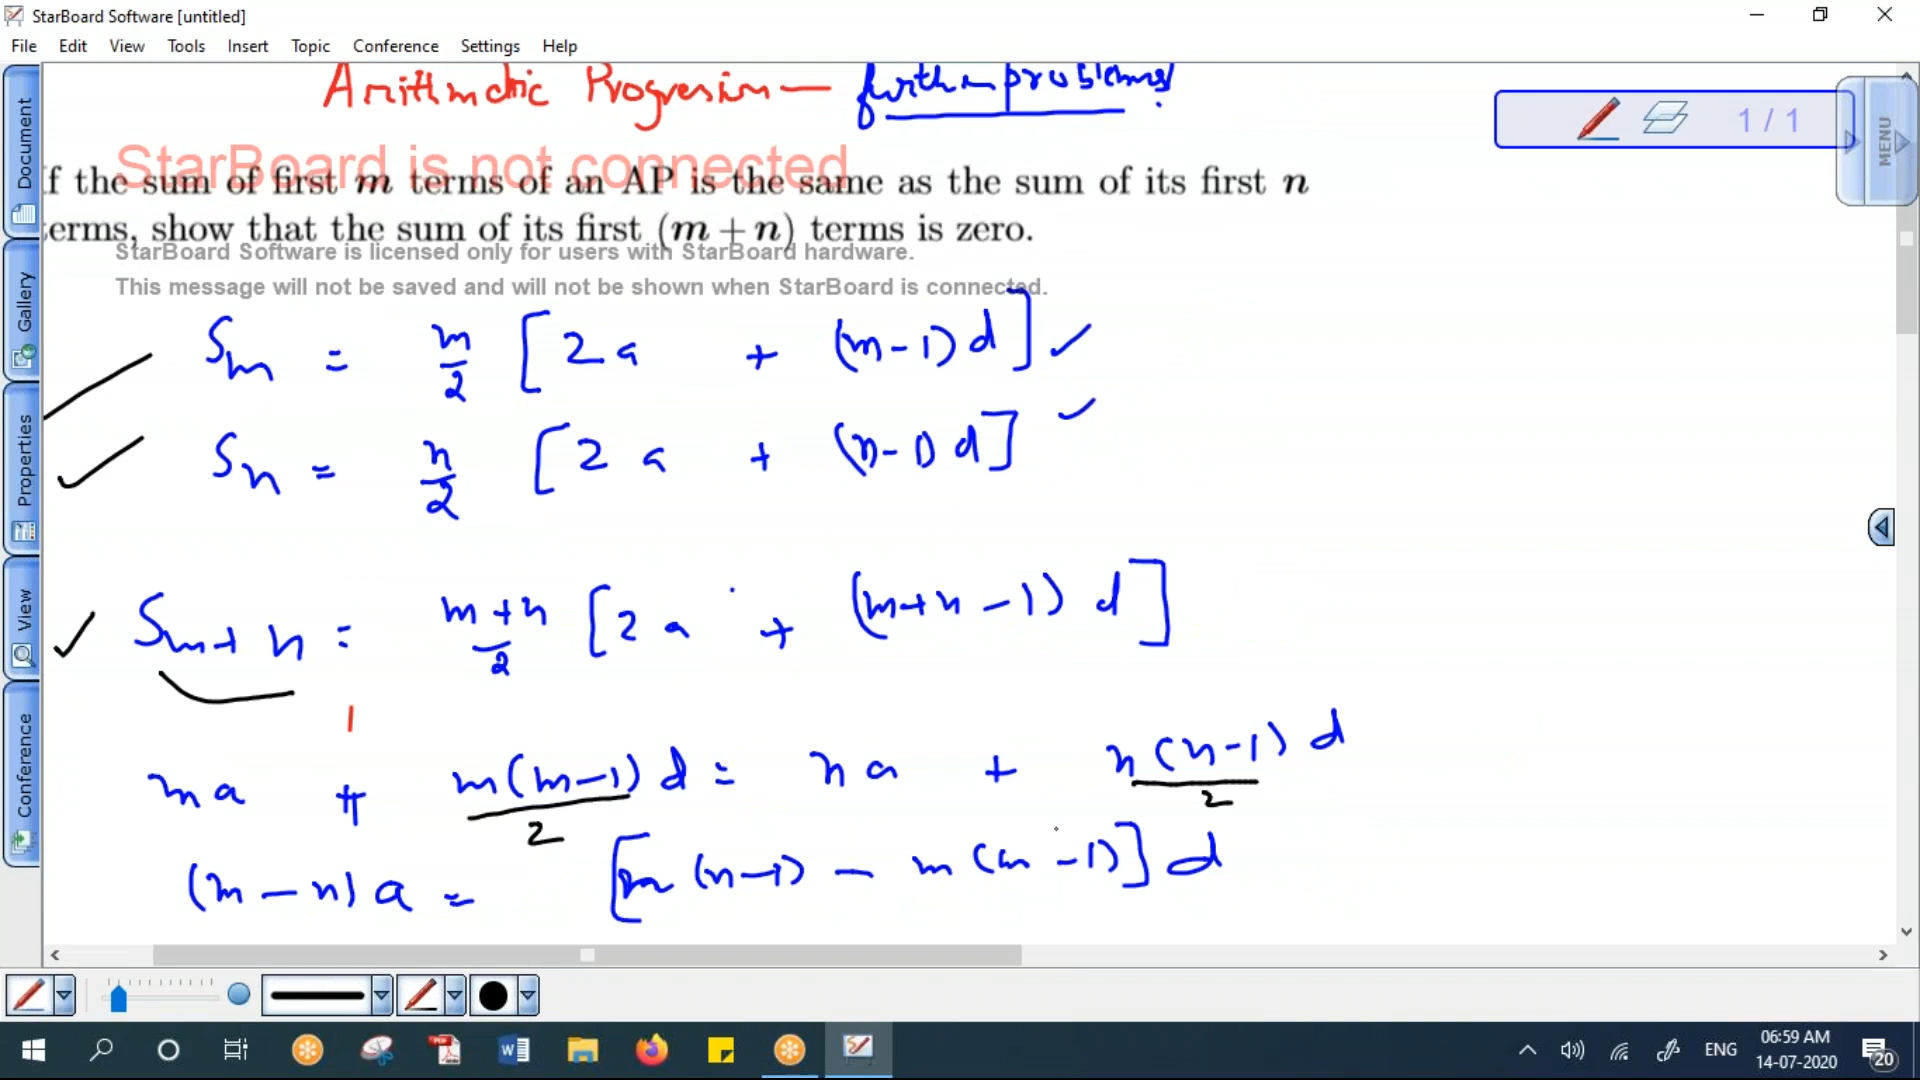 StarBoard Software [untitled]
File Edit View Tools Insert Topic Conference Settings Help
Arithmatic Progression — further problems
1 / 1
MENU
StarBoard is not connected
f the sum of first m terms of an AP is the same as the sum of its first n
erms, show that the sum of its first (m + n) terms is zero.
StarBoard Software is licensed only for users with StarBoard hardware.
This message will not be saved and will not be shown when StarBoard is connected.
Document
Gallery
Properties
View
Conference
Sm = m/2 [2a + (m-1)d] ✓
✓ Sn = n/2 [2a + (n-1)d] ✓
✓ Sm+n = m+n/2 [2a + (m+n-1)d]
ma + m(m-1)d/2 = na + n(n-1)d/2
(m-n)a = [n(n-1) - m(m-1)]d
ENG
06:59 AM
14-07-2020
20